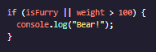 if (isFurry || weight > 100) {
  console.log("Bear!");
}